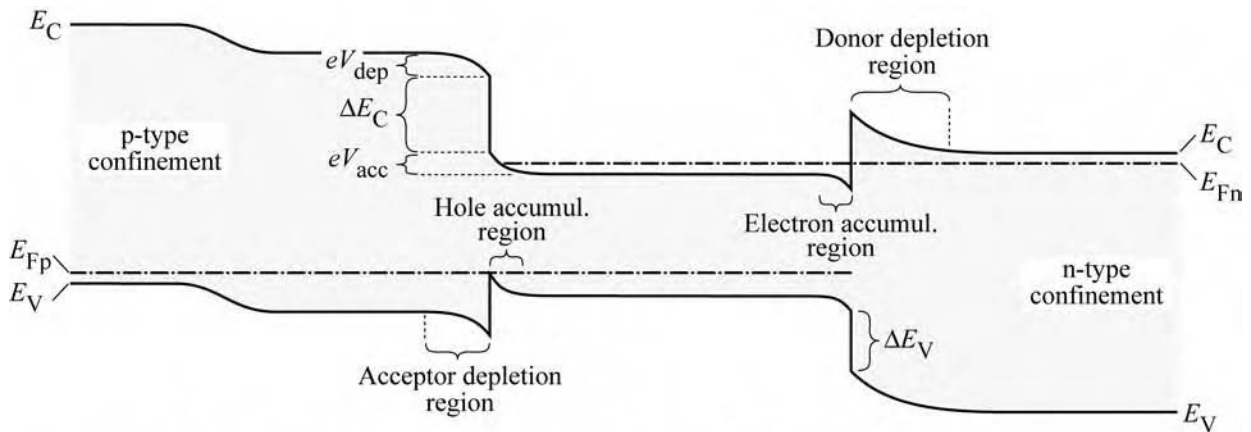 E_C
p-type
confinement
E_Fp
E_V
eV_dep
ΔE_C
eV_acc
Hole accumul.
region
Acceptor depletion
region
Donor depletion
region
Electron accumul.
region
ΔE_V
E_C
E_Fn
n-type
confinement
E_V